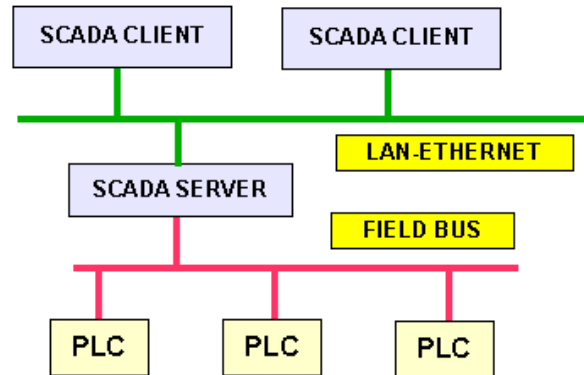 SCADA CLIENT
SCADA CLIENT
LAN-ETHERNET
SCADA SERVER
FIELD BUS
PLC
PLC
PLC